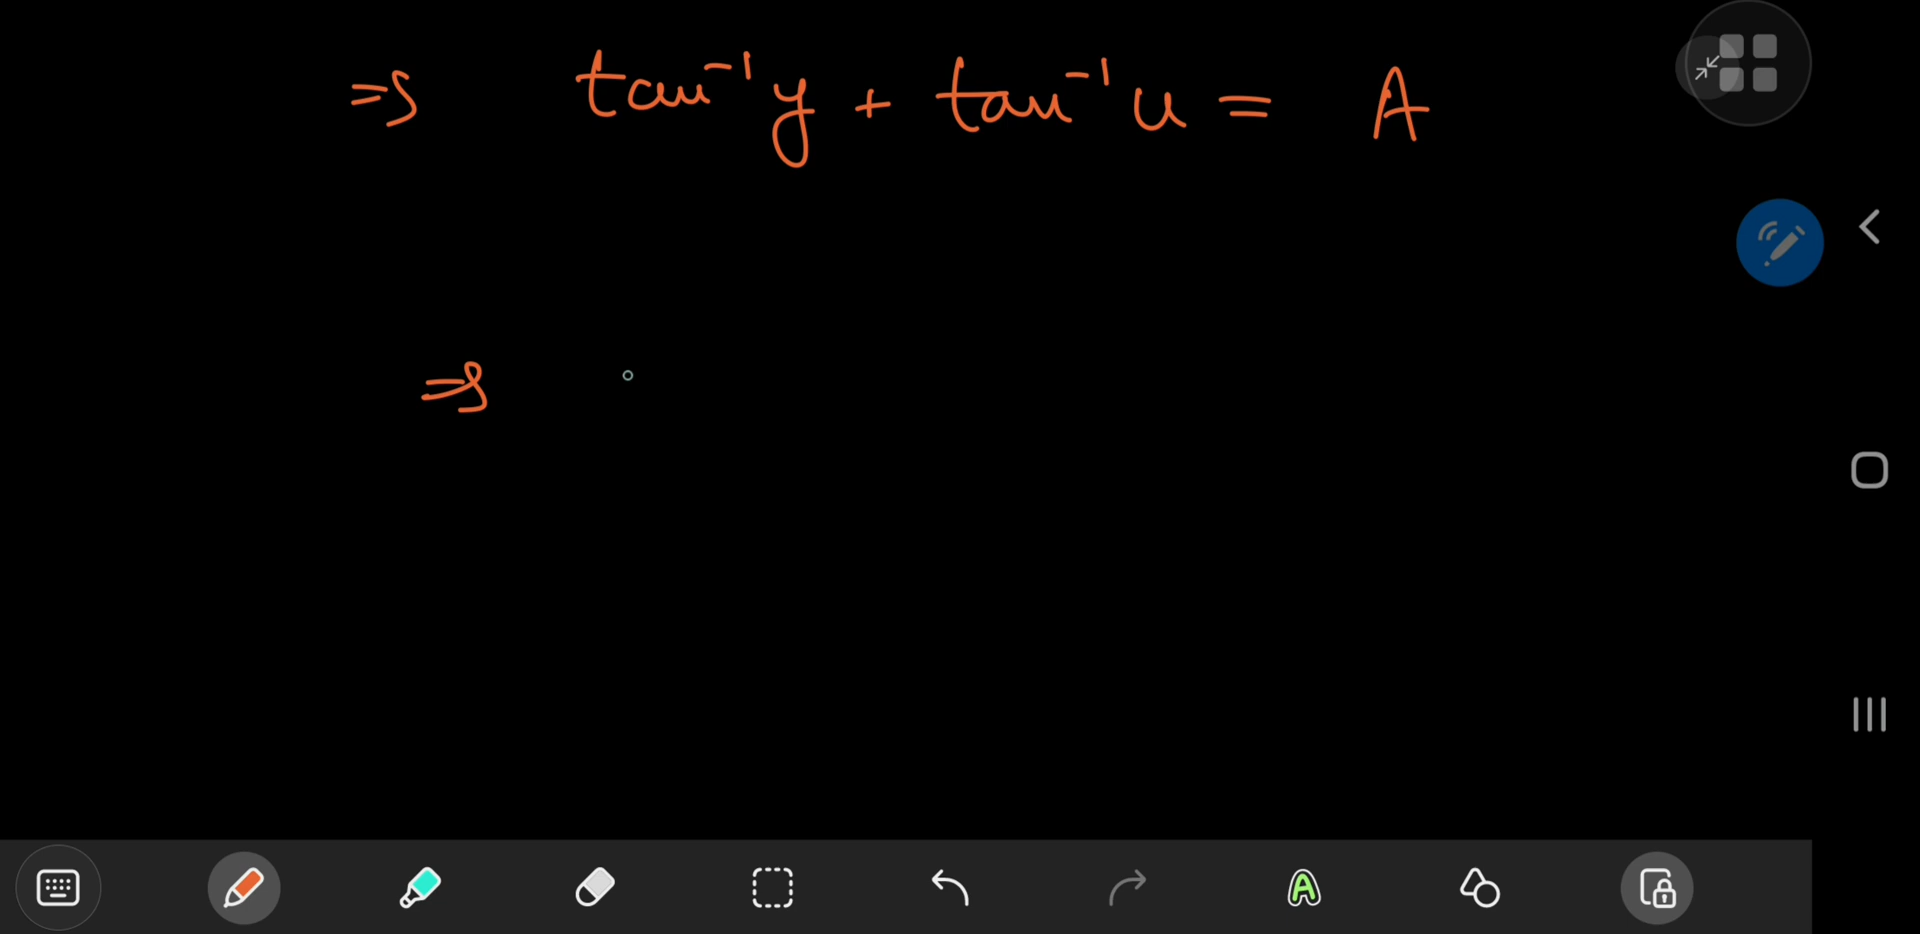 ⇒ tan⁻¹y + tan⁻¹u = A
⇒